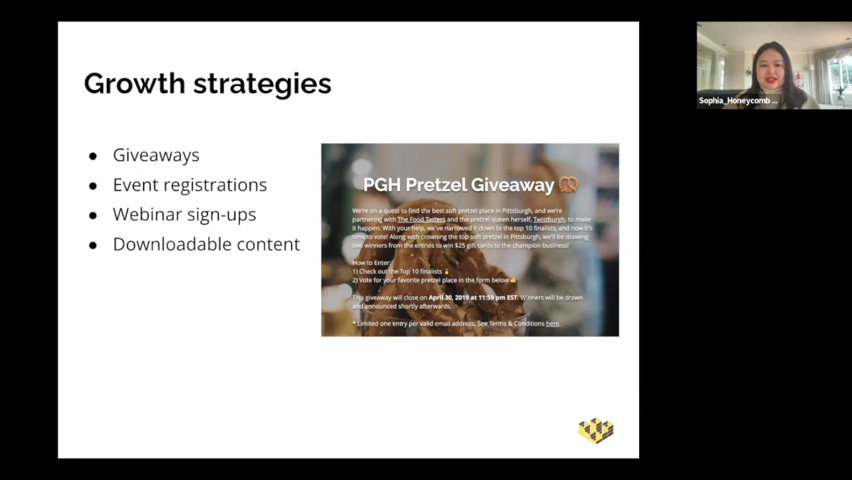 Growth strategies
● Giveaways
● Event registrations
● Webinar sign-ups
● Downloadable content
PGH Pretzel Giveaway 🥨
We're on a quest to find the best soft pretzel place in Pittsburgh, and we're
partnering with The Food Tasters and the pretzel queen herself, Twistburgh, to make
it happen. With your help, we've narrowed it down to the top 10 finalists, and now it's
time to vote! Along with crowning the top soft pretzel in Pittsburgh, we'll be drawing
two winners from the entries to win $25 gift cards to the champion business!
How to Enter:
1) Check out the Top 10 finalists
2) Vote for your favorite pretzel place in the form below
This giveaway will close on April 30, 2019 at 11:59 pm EST. Winners will be drawn
and announced shortly afterwards.
* Limited one entry per valid email address. See Terms & Conditions here.
Sophia_Honeycomb ...